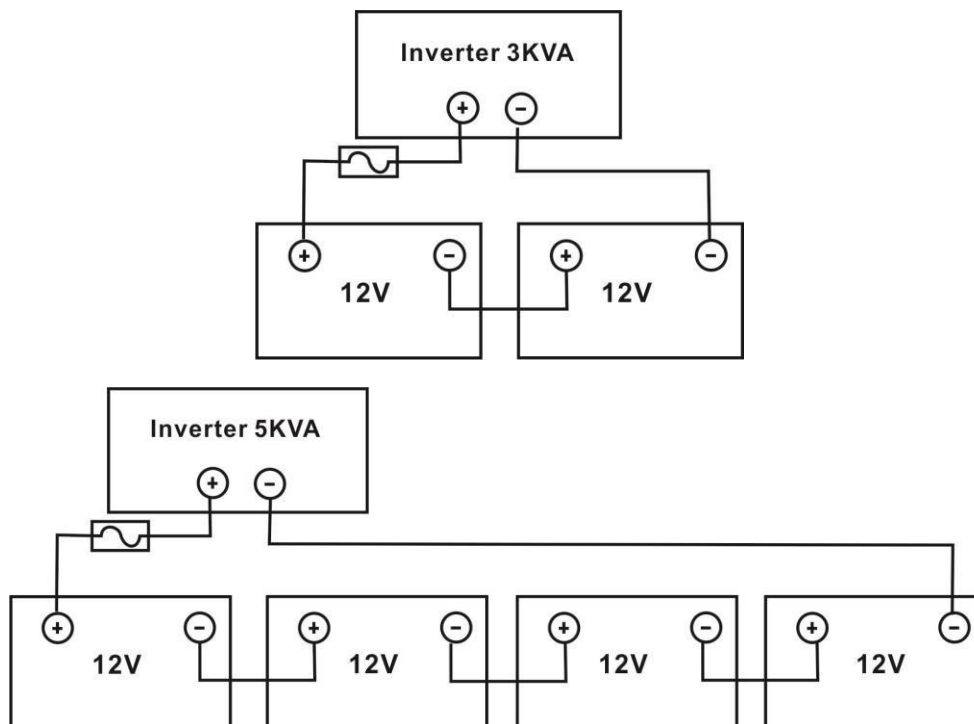 Inverter 3KVA
+ −
+ − + −
12V 12V
Inverter 5KVA
+ −
+ − + − + − + −
12V 12V 12V 12V